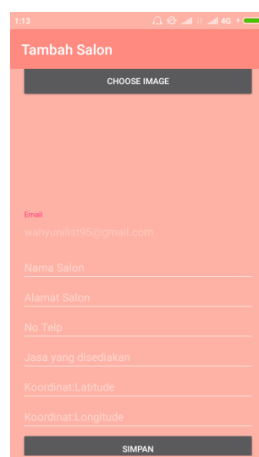 1:13
4G
Tambah Salon
CHOOSE IMAGE
Email
wahyunilist95@gmail.com
Nama Salon
Alamat Salon
No Telp
Jasa yang disediakan
Koordinat:Latitude
Koordinat:Longitude
SIMPAN